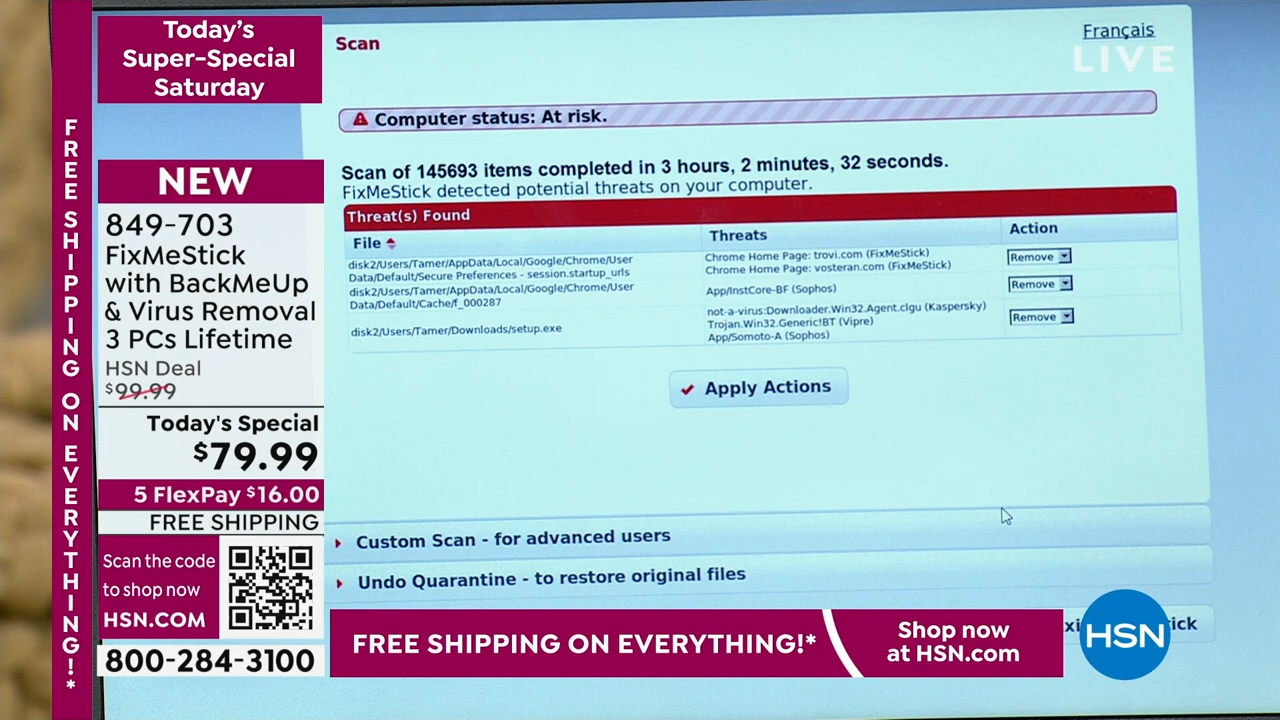 FREE SHIPPING ON EVERYTHING!*
Today's
Super-Special
Saturday
NEW
849-703
FixMeStick
with BackMeUp
& Virus Removal
3 PCs Lifetime
HSN Deal
$99.99
Today's Special
$79.99
5 FlexPay $16.00
FREE SHIPPING
Scan the code
to shop now
HSN.COM
800-284-3100
Scan
Français
LIVE
Computer status: At risk.
Scan of 145693 items completed in 3 hours, 2 minutes, 32 seconds.
FixMeStick detected potential threats on your computer.
Threat(s) Found
File Threats Action
disk2/Users/Tamer/AppData/Local/Google/Chrome/User
Data/Default/Secure Preferences - session.startup_urls
Chrome Home Page: trovi.com (FixMeStick)
Chrome Home Page: vosteran.com (FixMeStick)
Remove
disk2/Users/Tamer/AppData/Local/Google/Chrome/User
Data/Default/Cache/f_000287
App/InstCore-BF (Sophos)
Remove
disk2/Users/Tamer/Downloads/setup.exe
not-a-virus:Downloader.Win32.Agent.clgu (Kaspersky)
Trojan.Win32.Generic!BT (Vipre)
App/Somoto-A (Sophos)
Remove
Apply Actions
Custom Scan - for advanced users
Undo Quarantine - to restore original files
FREE SHIPPING ON EVERYTHING!*
Shop now
at HSN.com
HSN